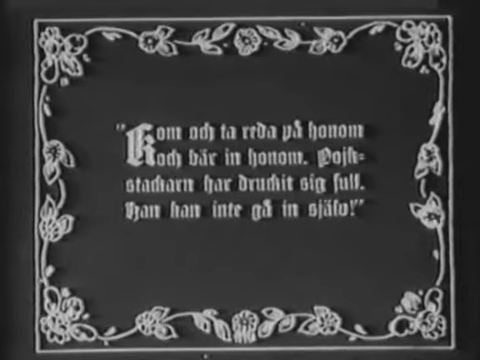 "Kom och ta reda på honom
och bär in honom. Pojk=
stackarn har druckit sig full.
Han kan inte gå in själv!"